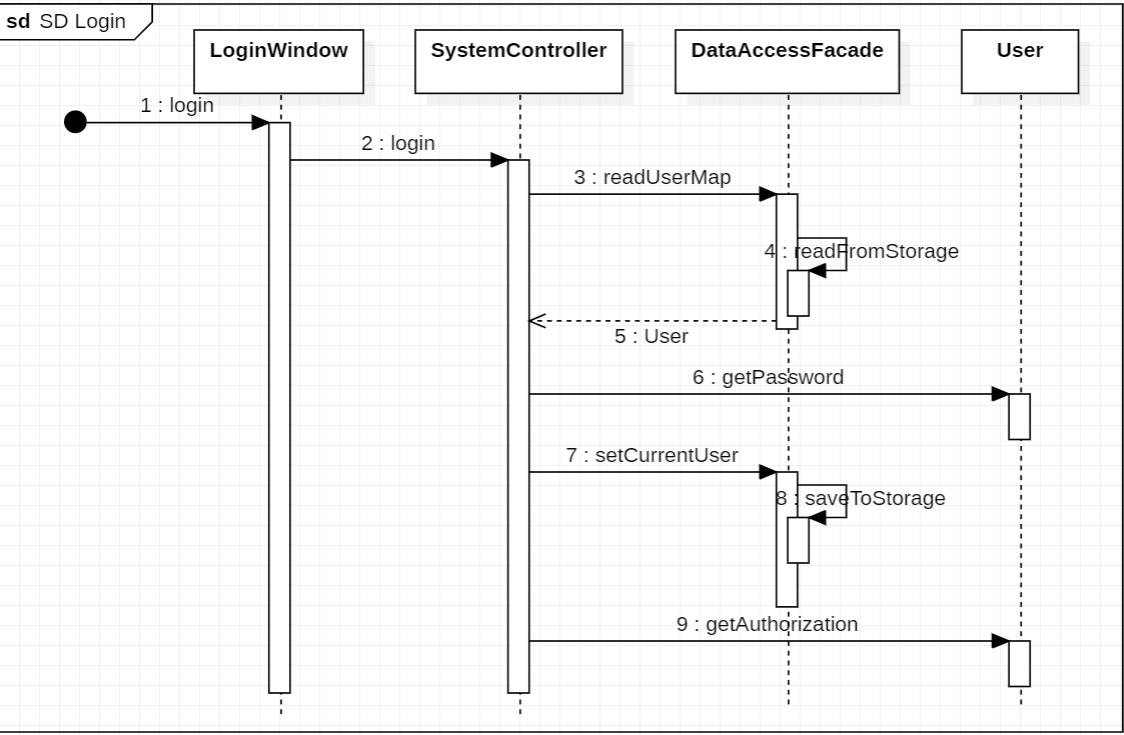 sd SD Login
LoginWindow
SystemController
DataAccessFacade
User
1 : login
2 : login
3 : readUserMap
4 : readFromStorage
5 : User
6 : getPassword
7 : setCurrentUser
8 : saveToStorage
9 : getAuthorization